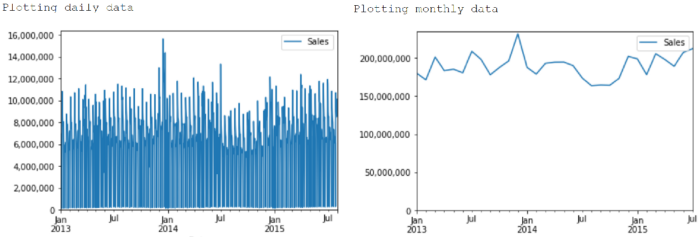 Plotting daily data
Sales
16,000,000
14,000,000
12,000,000
10,000,000
8,000,000
6,000,000
4,000,000
2,000,000
0
Jan Jul Jan Jul Jan
2013 2014 2015
Plotting monthly data
Sales
200,000,000
150,000,000
100,000,000
50,000,000
0
Jan Jul Jan Jul Jan Jul
2013 2014 2015